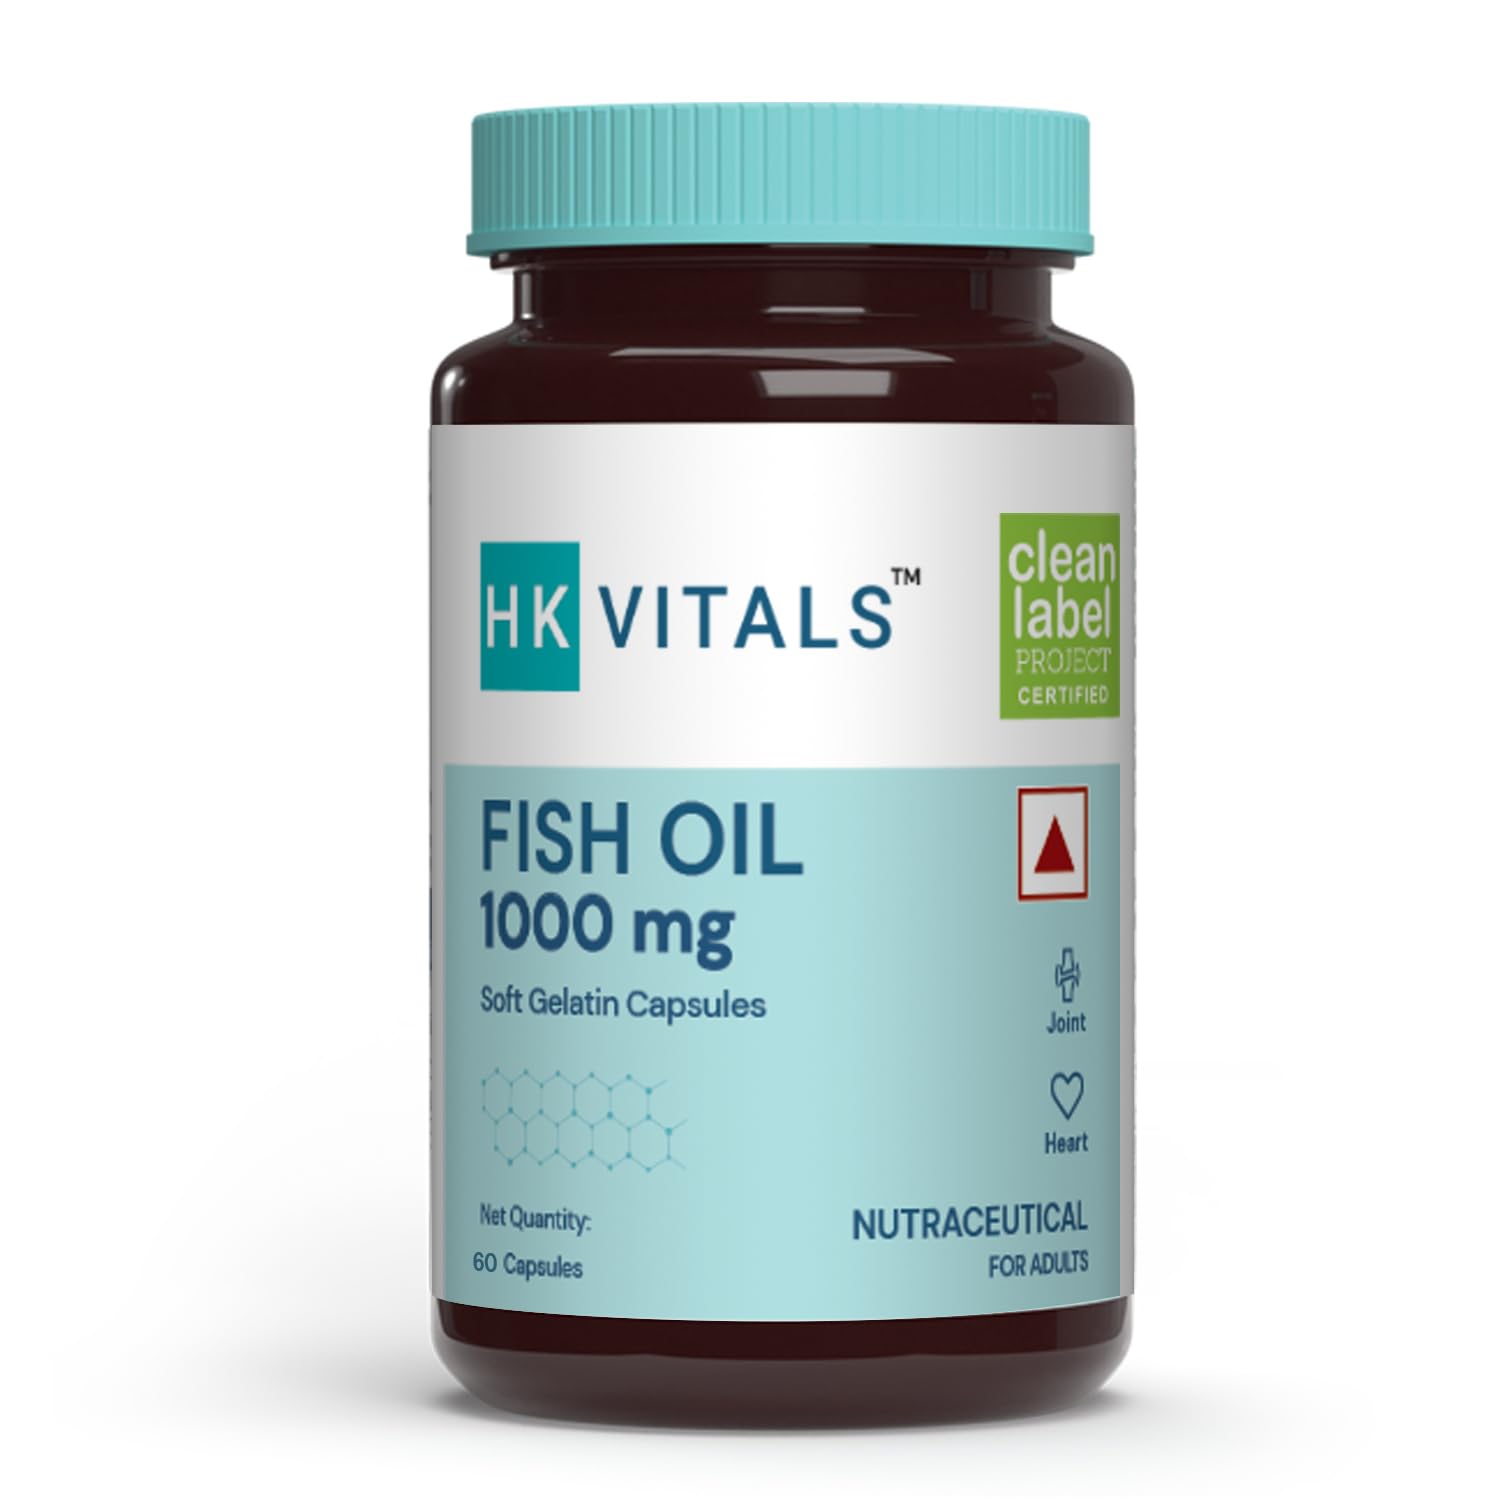 HK VITALS™
clean
label
PROJECT
CERTIFIED
FISH OIL
1000 mg
Soft Gelatin Capsules
Joint
Heart
Net Quantity:
60 Capsules
NUTRACEUTICAL
FOR ADULTS